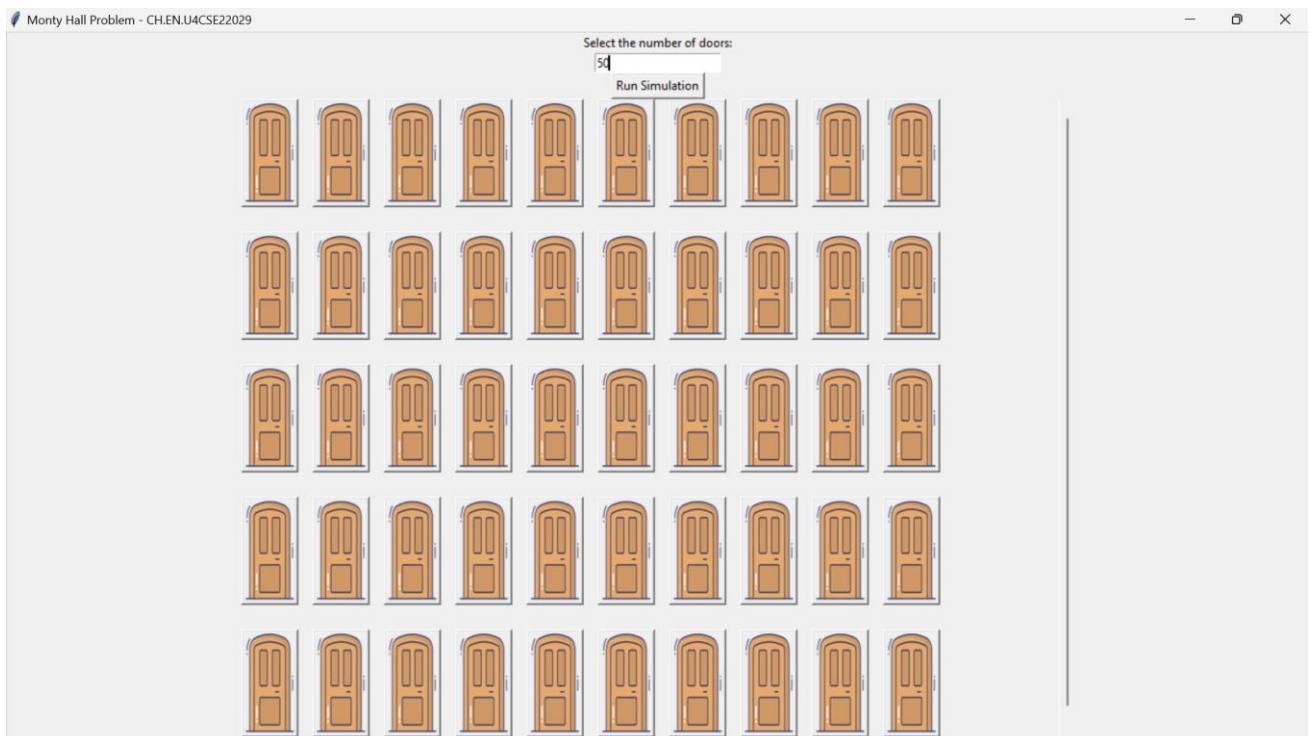 Monty Hall Problem - CH.EN.U4CSE22029
Select the number of doors:
50
Run Simulation